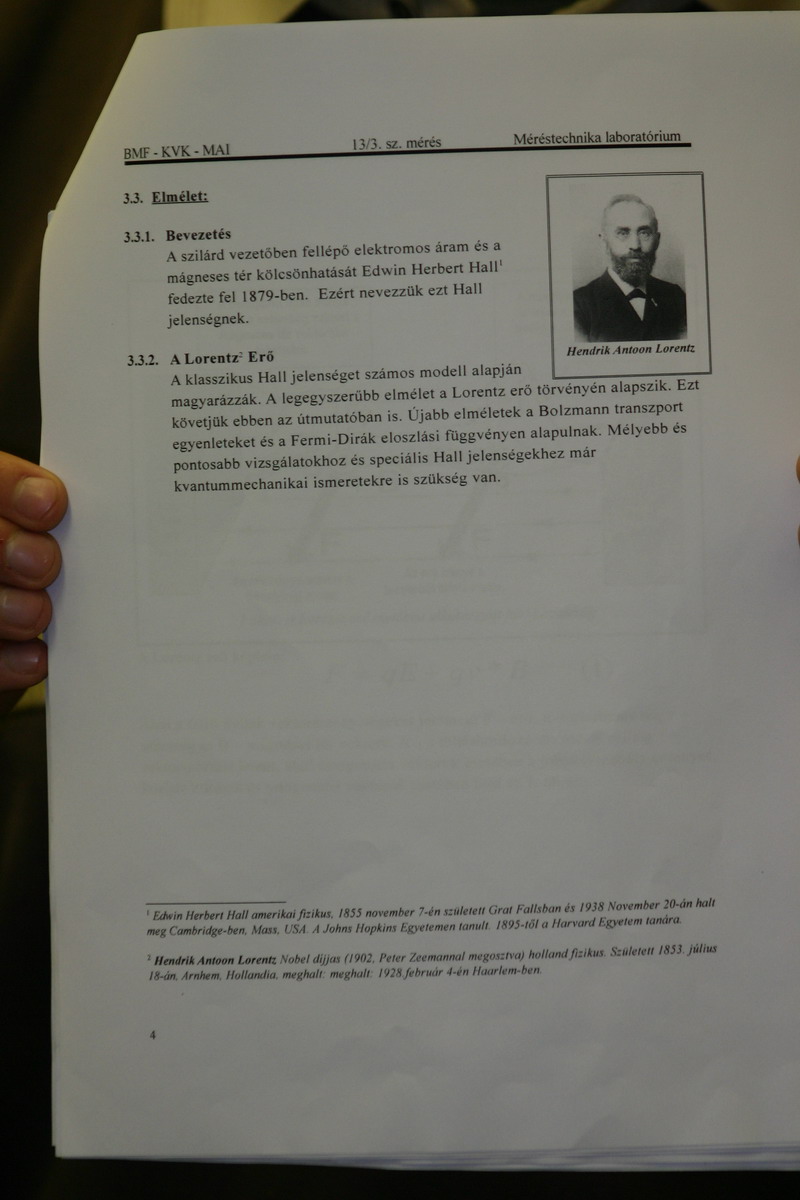 BMF - KVK - MAI 13/3. sz. mérés Méréstechnika laboratórium
3.3. Elmélet:
3.3.1. Bevezetés
A szilárd vezetőben fellépő elektromos áram és a
mágneses tér kölcsönhatását Edwin Herbert Hall¹
fedezte fel 1879-ben. Ezért nevezzük ezt Hall
jelenségnek.
Hendrik Antoon Lorentz
3.3.2. A Lorentz² Erő
A klasszikus Hall jelenséget számos modell alapján
magyarázzák. A legegyszerűbb elmélet a Lorentz erő törvényén alapszik. Ezt
követjük ebben az útmutatóban is. Újabb elméletek a Bolzmann transzport
egyenleteket és a Fermi-Dirák eloszlási függvényen alapulnak. Mélyebb és
pontosabb vizsgálatokhoz és speciális Hall jelenségekhez már
kvantummechanikai ismeretekre is szükség van.
¹ Edwin Herbert Hall amerikai fizikus, 1855 november 7-én született Grat Fallsban és 1938 November 20-án halt
meg Cambridge-ben, Mass, USA. A Johns Hopkins Egyetemen tanult. 1895-től a Harvard Egyetem tanára.
² Hendrik Antoon Lorentz Nobel díjjas (1902, Peter Zeemannal megosztva) holland fizikus. Született 1853. július
18-án, Arnhem, Hollandia, meghalt: meghalt: 1928 február 4-én Haarlem-ben.
4